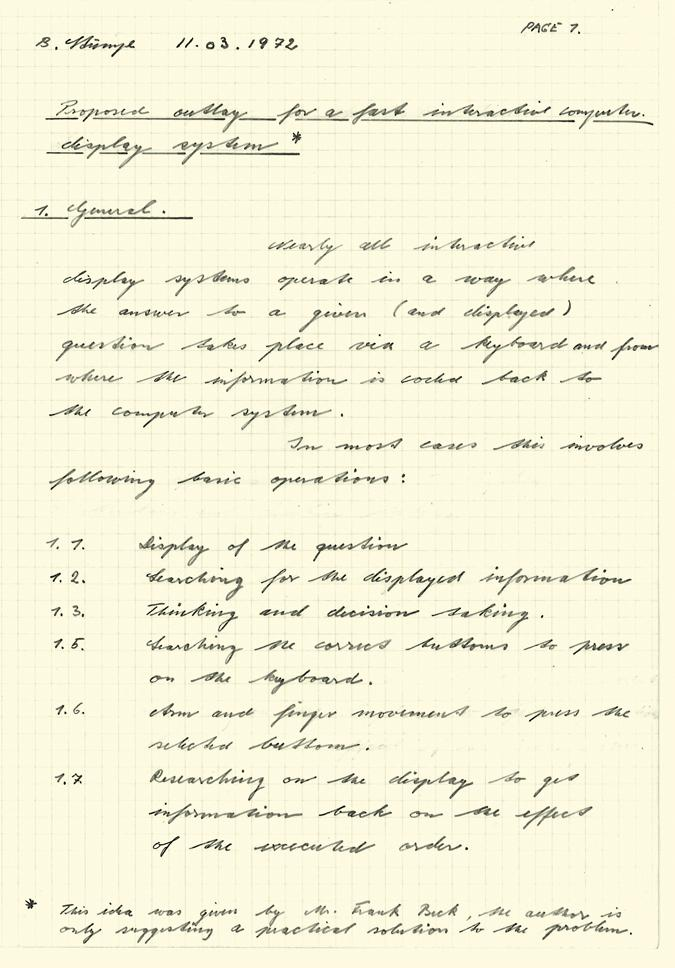 PAGE 1.
B. Stumpe 11.03.1972
Proposed outlay for a fast interactive computer
display system *
1. General.
Nearly all interactive
display systems operate in a way where
the answer to a given (and displayed)
question takes place via a keyboard and from
where the information is coded back to
the computer system.
In most cases this involves
following basic operations:
1.1. Display of the question
1.2. Searching for the displayed information
1.3. Thinking and decision taking.
1.5. Searching the correct buttoms to press
on the keyboard.
1.6. Arm and finger movement to press the
selected buttom.
1.7. Researching on the display to get
information back on the effect
of the executed order.
* This idea was given by Mr. Frank Beck, the author is
only suggesting a practical solution to the problem.